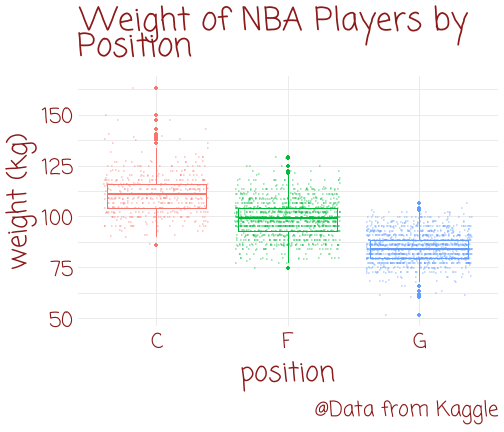 Weight of NBA Players by
Position
150
125
100
75
50
weight (kg)
C F G
position
@Data from Kaggle